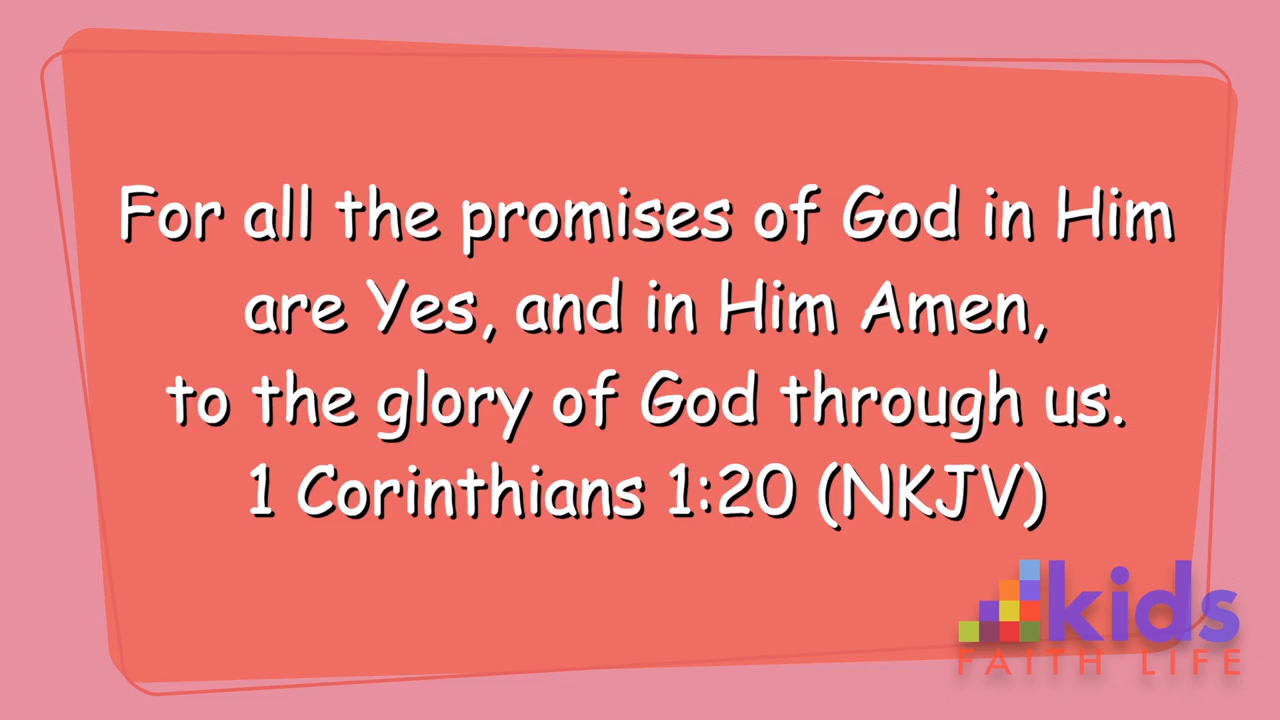 For all the promises of God in Him
are Yes, and in Him Amen,
to the glory of God through us.
1 Corinthians 1:20 (NKJV)
kids
FAITH LIFE